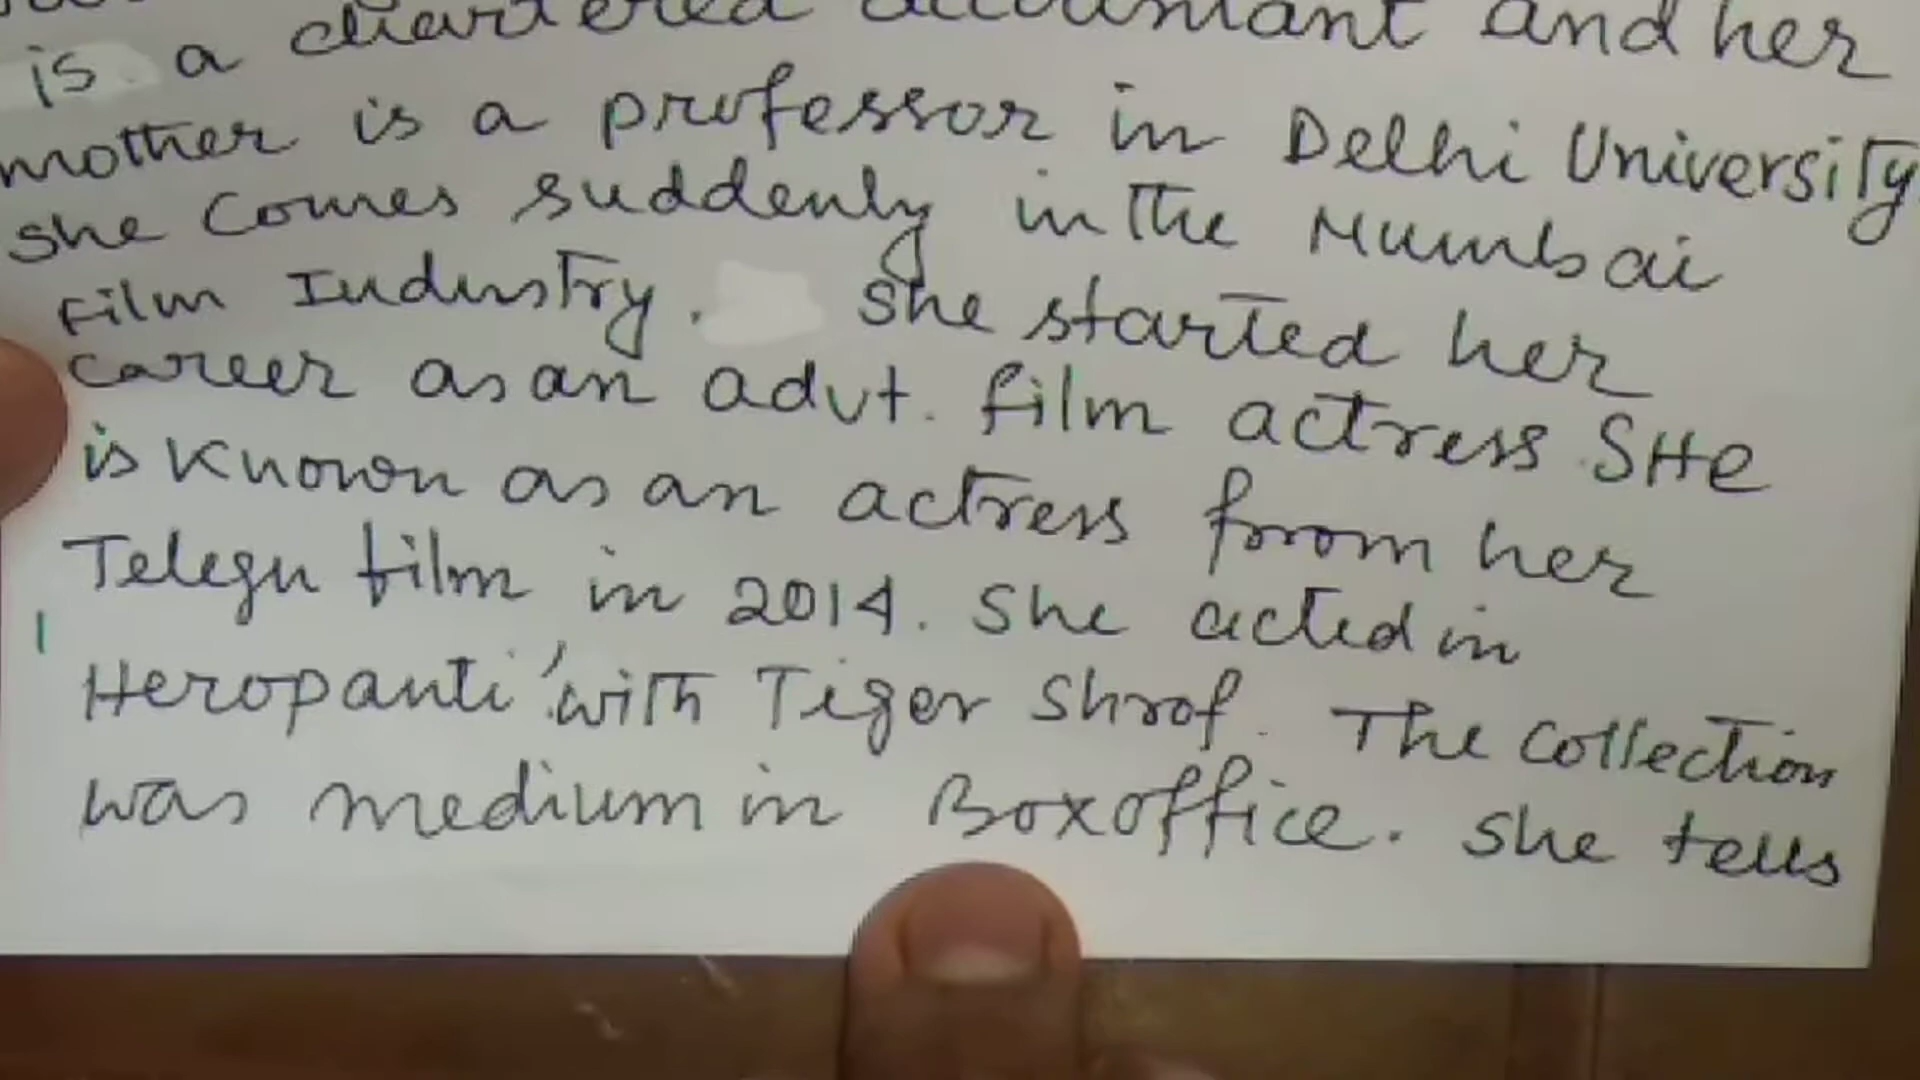 is a chartered accountant and her
mother is a professor in Delhi University
she comes suddenly in the Mumbai
Film Industry. She started her
career as an advt. film actress SHe
is known as an actress from her
Telegu film in 2014. She acted in
Heropanti' with Tiger Shrof. The collection
was medium in Boxoffice. She tells